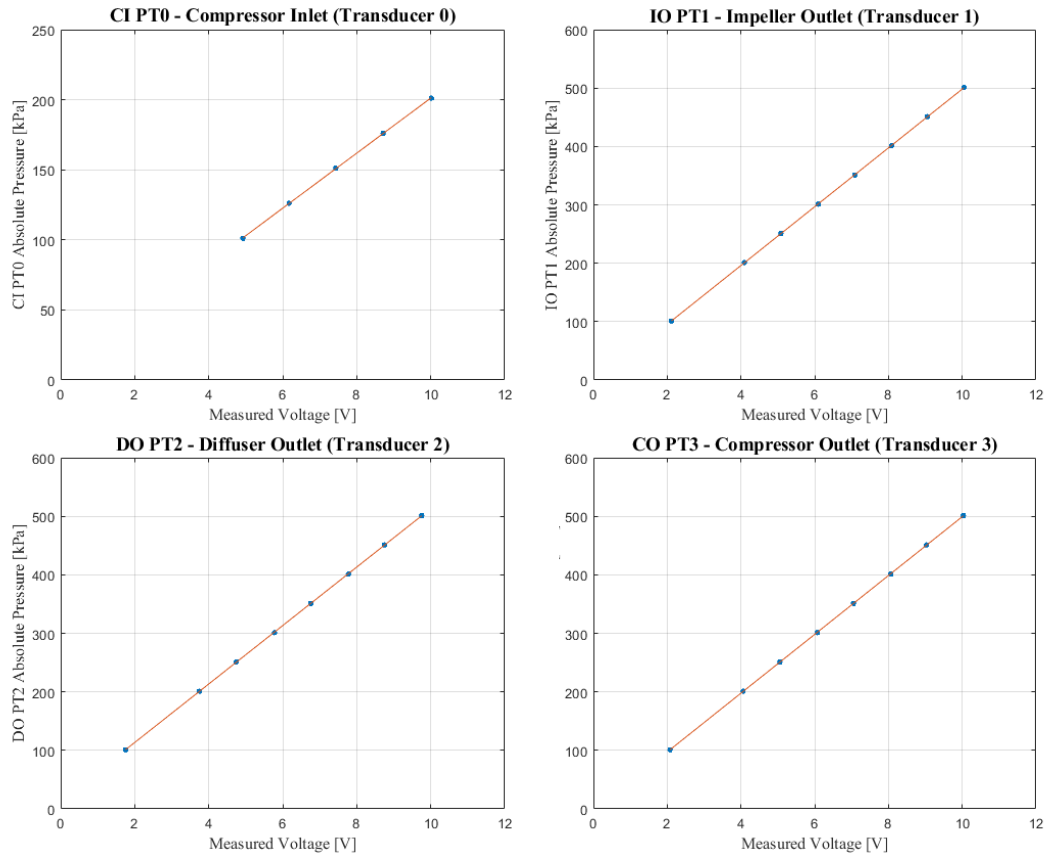 CI PT0 - Compressor Inlet (Transducer 0)
250
200
150
100
50
0
CI PT0 Absolute Pressure [kPa]
0 2 4 6 8 10 12
Measured Voltage [V]
IO PT1 - Impeller Outlet (Transducer 1)
600
500
400
300
200
100
0
IO PT1 Absolute Pressure [kPa]
0 2 4 6 8 10 12
Measured Voltage [V]
DO PT2 - Diffuser Outlet (Transducer 2)
600
500
400
300
200
100
0
DO PT2 Absolute Pressure [kPa]
0 2 4 6 8 10 12
Measured Voltage [V]
CO PT3 - Compressor Outlet (Transducer 3)
600
500
400
300
200
100
0
0 2 4 6 8 10 12
Measured Voltage [V]